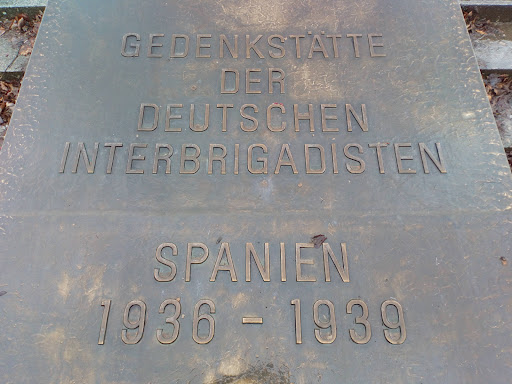 GEDENKSTÄTTE
DER
DEUTSCHEN
INTERBRIGADISTEN
SPANIEN
1936 - 1939